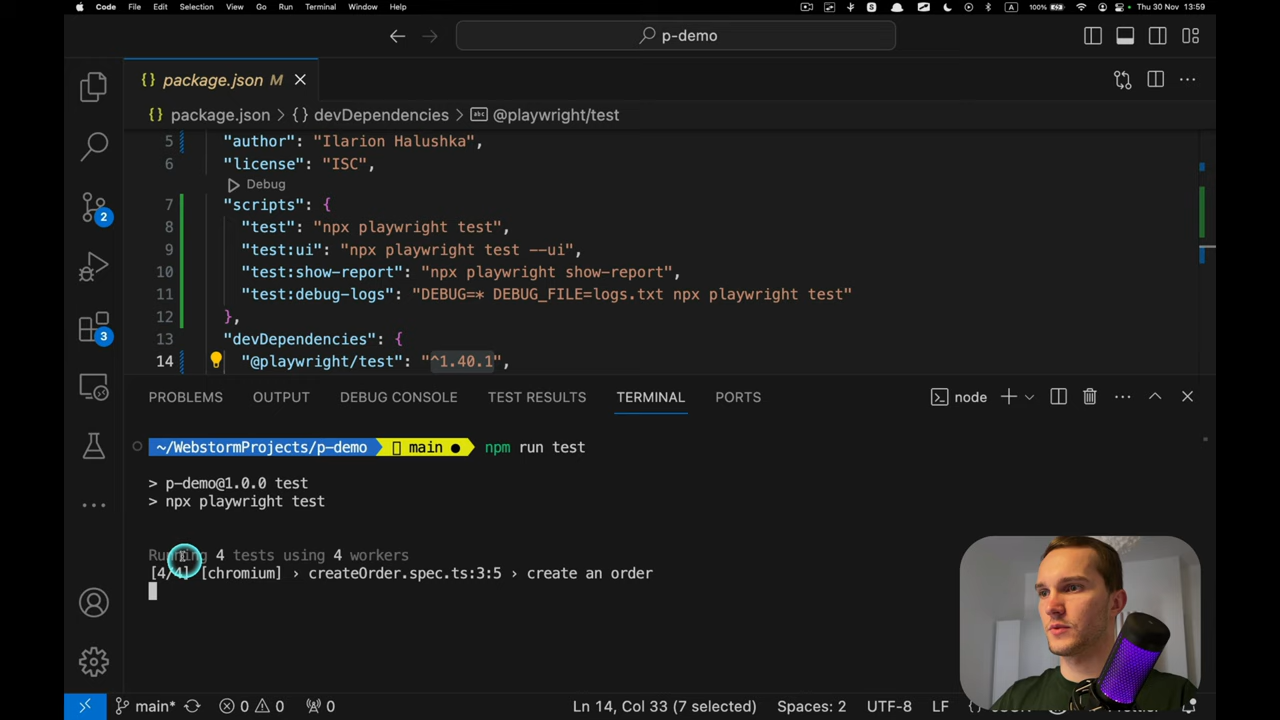 Code File Edit Selection View Go Run Terminal Window Help 100% Thu 30 Nov 13:59
p-demo
package.json M
package.json > {} devDependencies > abc @playwright/test
5 "author": "Ilarion Halushka",
6 "license": "ISC",
Debug
7 "scripts": {
8 "test": "npx playwright test",
9 "test:ui": "npx playwright test --ui",
10 "test:show-report": "npx playwright show-report",
11 "test:debug-logs": "DEBUG=* DEBUG_FILE=logs.txt npx playwright test"
12 },
13 "devDependencies": {
14 "@playwright/test": "^1.40.1",
2
3
PROBLEMS OUTPUT DEBUG CONSOLE TEST RESULTS TERMINAL PORTS node
~/WebstormProjects/p-demo main ● npm run test
> p-demo@1.0.0 test
> npx playwright test
Running 4 tests using 4 workers
[4/4] [chromium] › createOrder.spec.ts:3:5 › create an order
main* 0 0 0 Ln 14, Col 33 (7 selected) Spaces: 2 UTF-8 LF